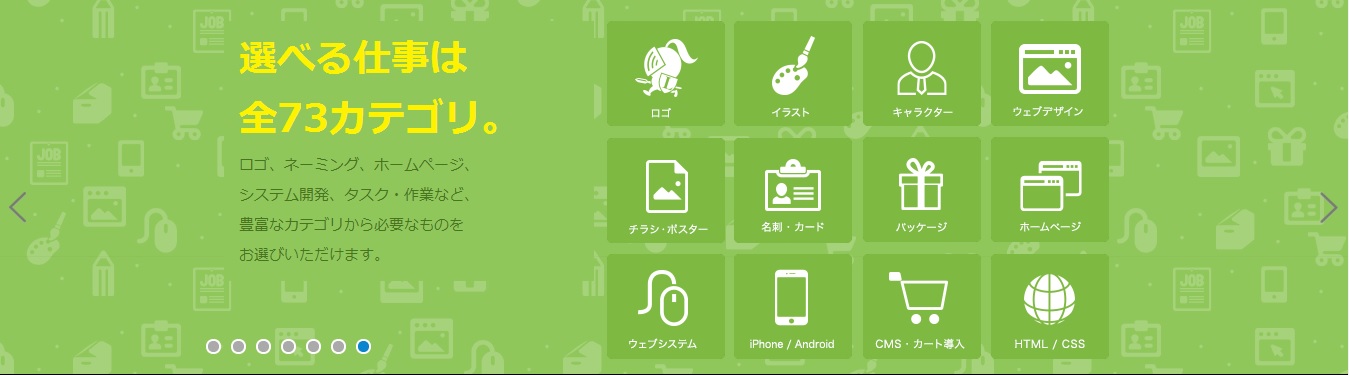 選べる仕事は
全73カテゴリ。
ロゴ、ネーミング、ホームページ、
システム開発、タスク・作業など、
豊富なカテゴリから必要なものを
お選びいただけます。
ロゴ
イラスト
キャラクター
ウェブデザイン
チラシ・ポスター
名刺・カード
パッケージ
ホームページ
ウェブシステム
iPhone / Android
CMS・カート導入
HTML / CSS
JOB
JOB
JOB
JOB
JOB